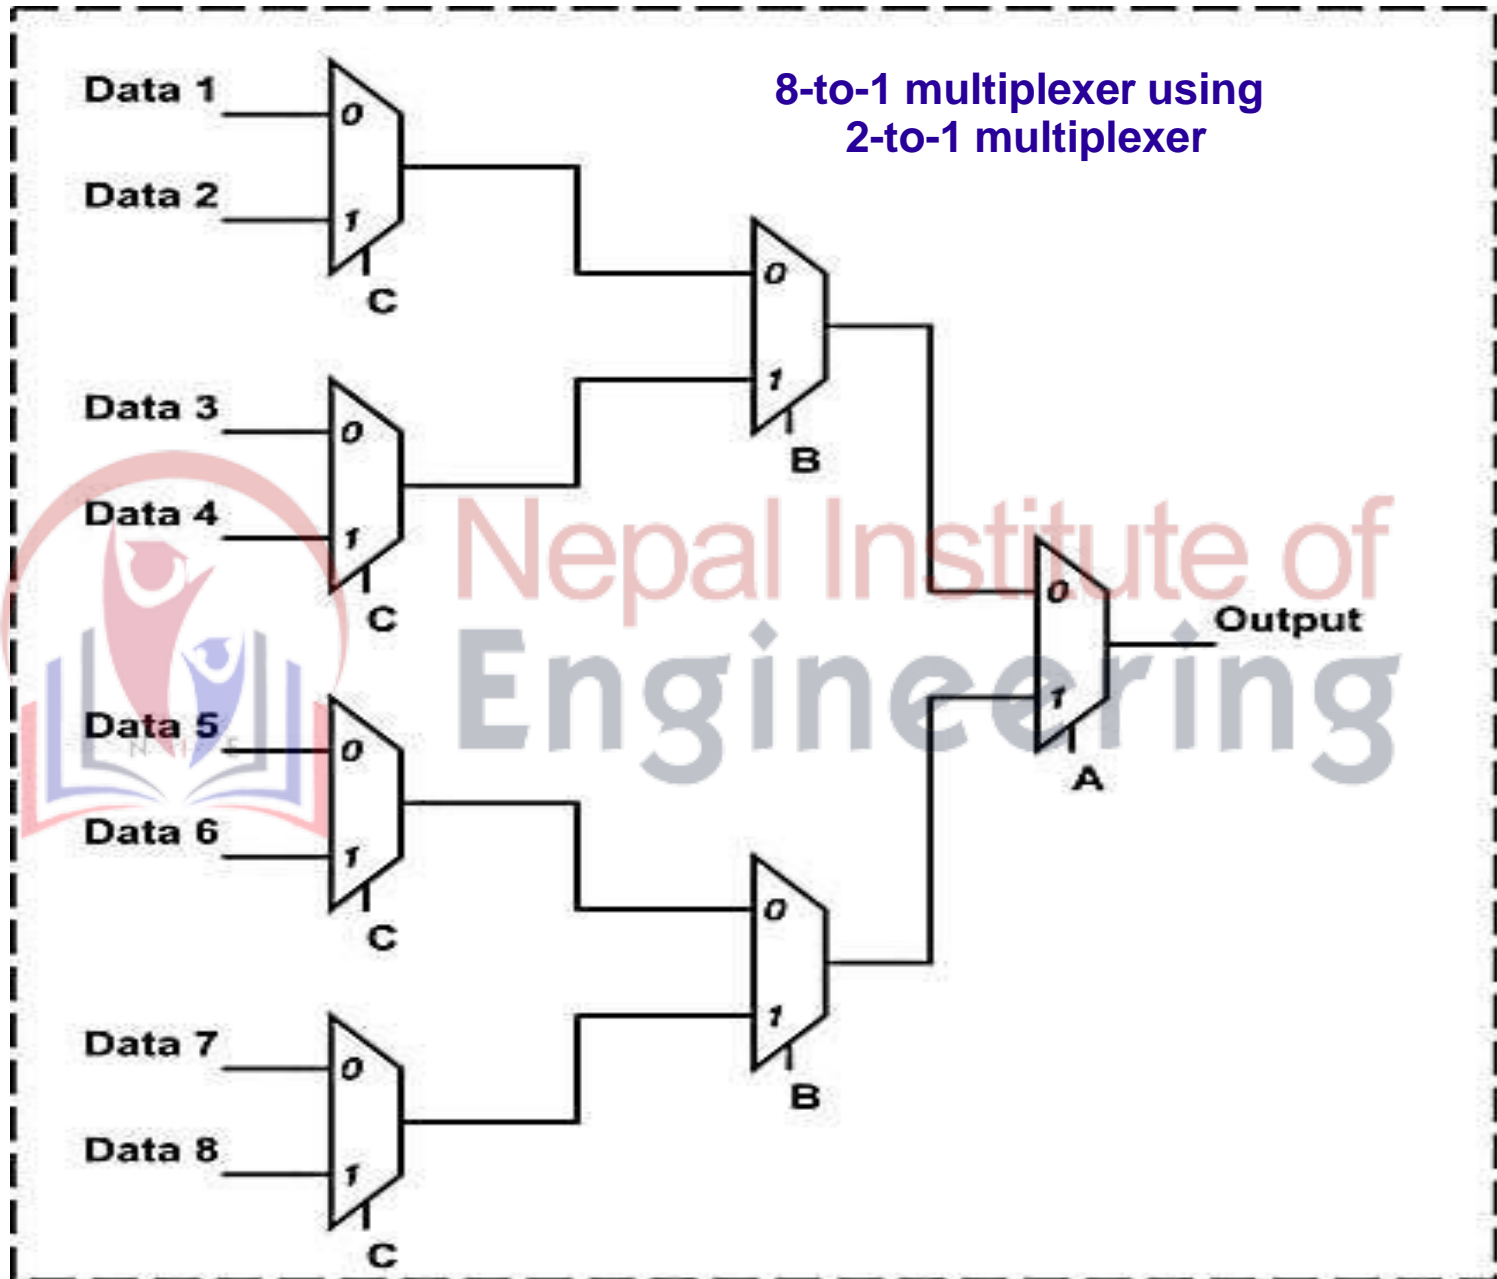 8-to-1 multiplexer using
2-to-1 multiplexer
Data 1
0
Data 2
1
C
0
1
B
Data 3
0
Data 4
1
C
Nepal Institute of
Engineering
0
1
A
Output
Data 5
0
N I E
Data 6
1
C
0
1
B
Data 7
0
Data 8
1
C